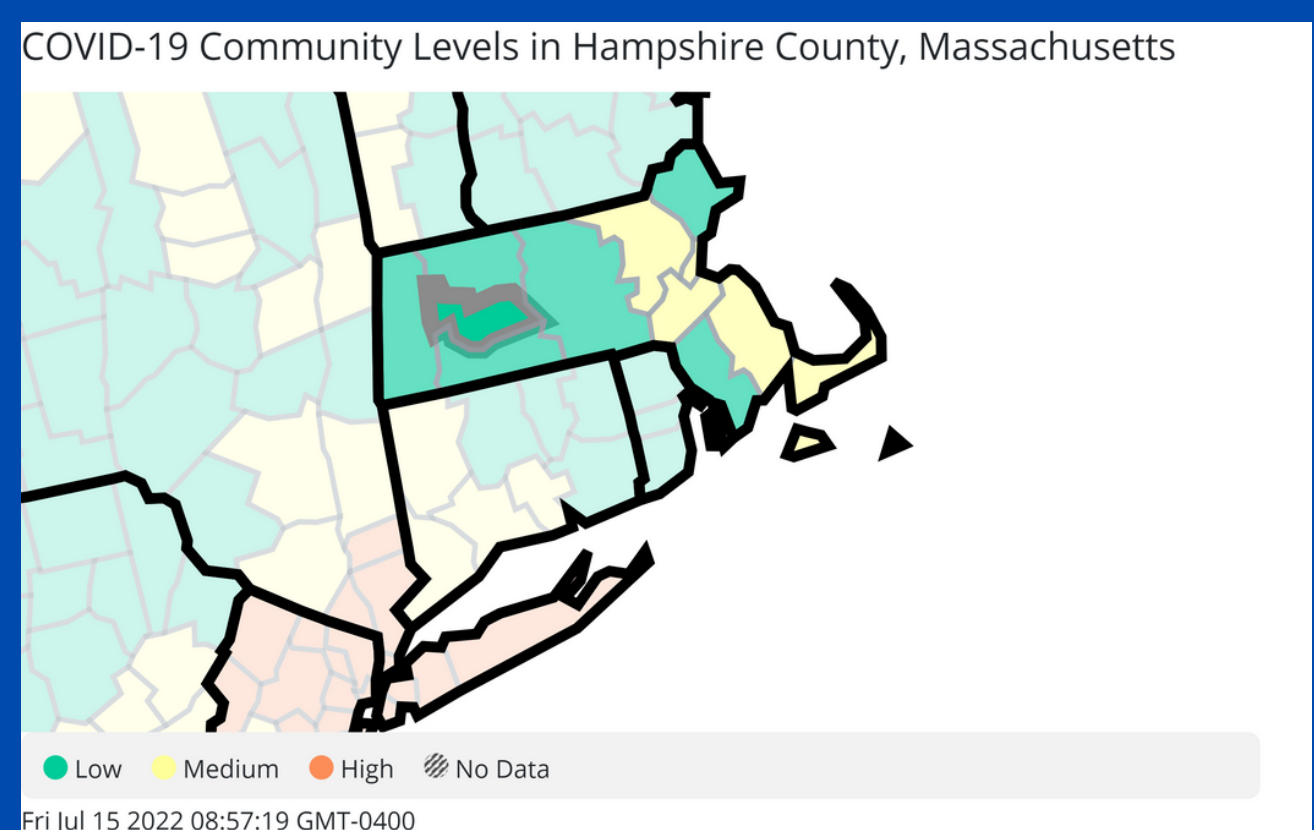 COVID-19 Community Levels in Hampshire County, Massachusetts
Low Medium High No Data
Fri Jul 15 2022 08:57:19 GMT-0400